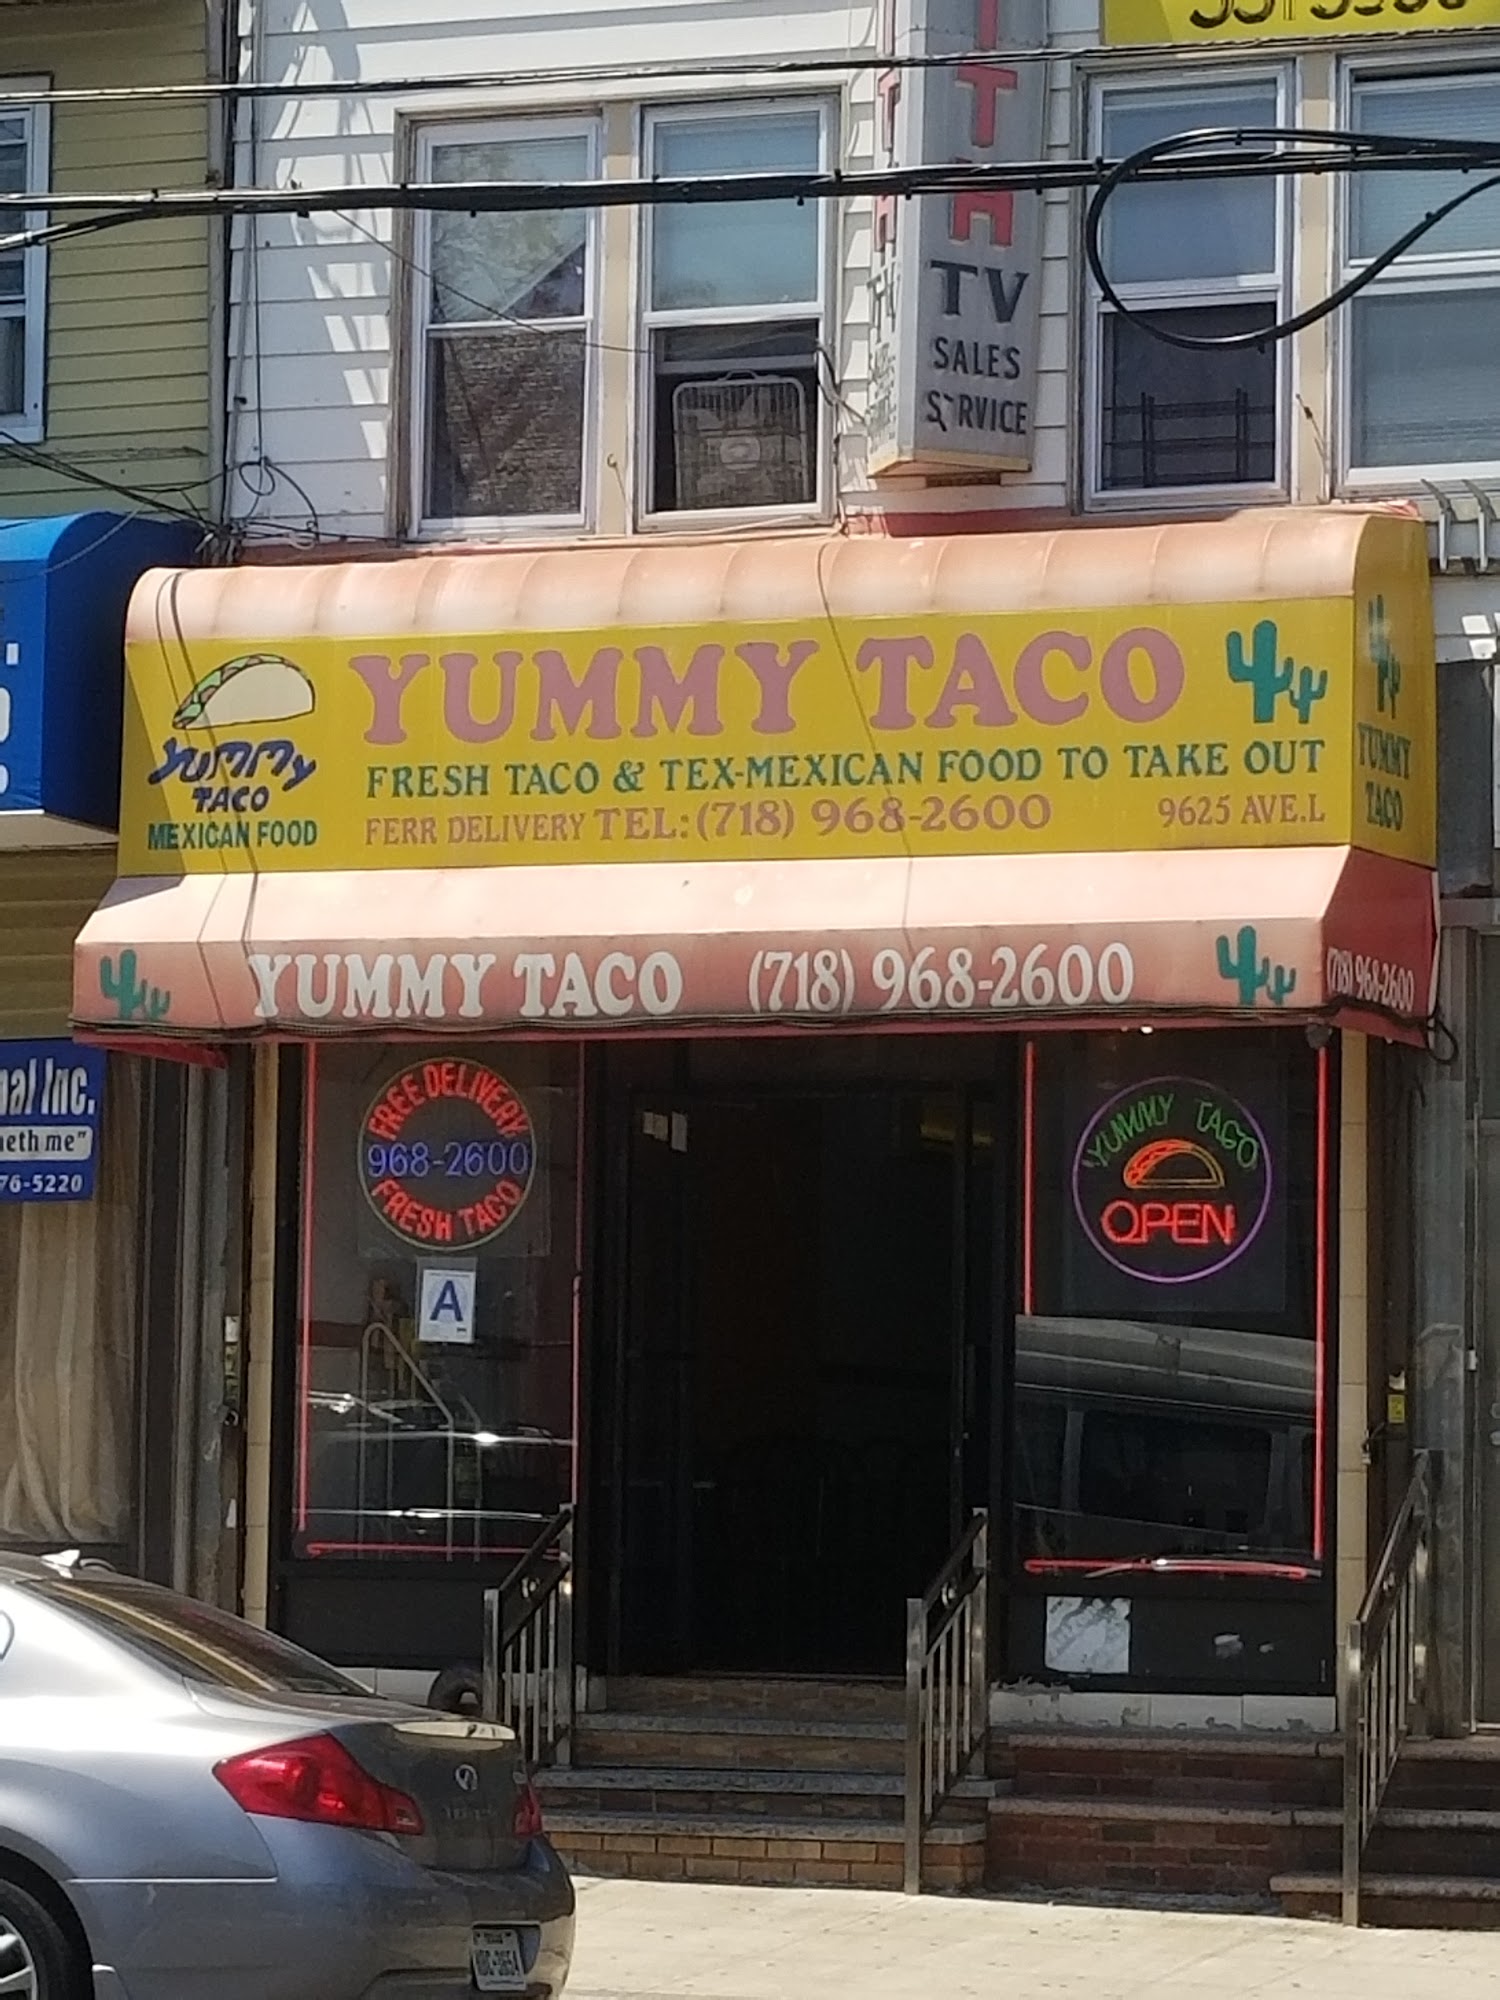 TV
SALES
SERVICE
YUMMY TACO
FRESH TACO & TEX-MEXICAN FOOD TO TAKE OUT
FERR DELIVERY TEL: (718) 968-2600 9625 AVE.L
YUMMY
TACO
MEXICAN FOOD
YUMMY
TACO
YUMMY TACO (718) 968-2600
(718) 968-2600
Inc.
me"
76-5220
FREE DELIVERY
968-2600
FRESH TACO
A
YUMMY TACO
OPEN